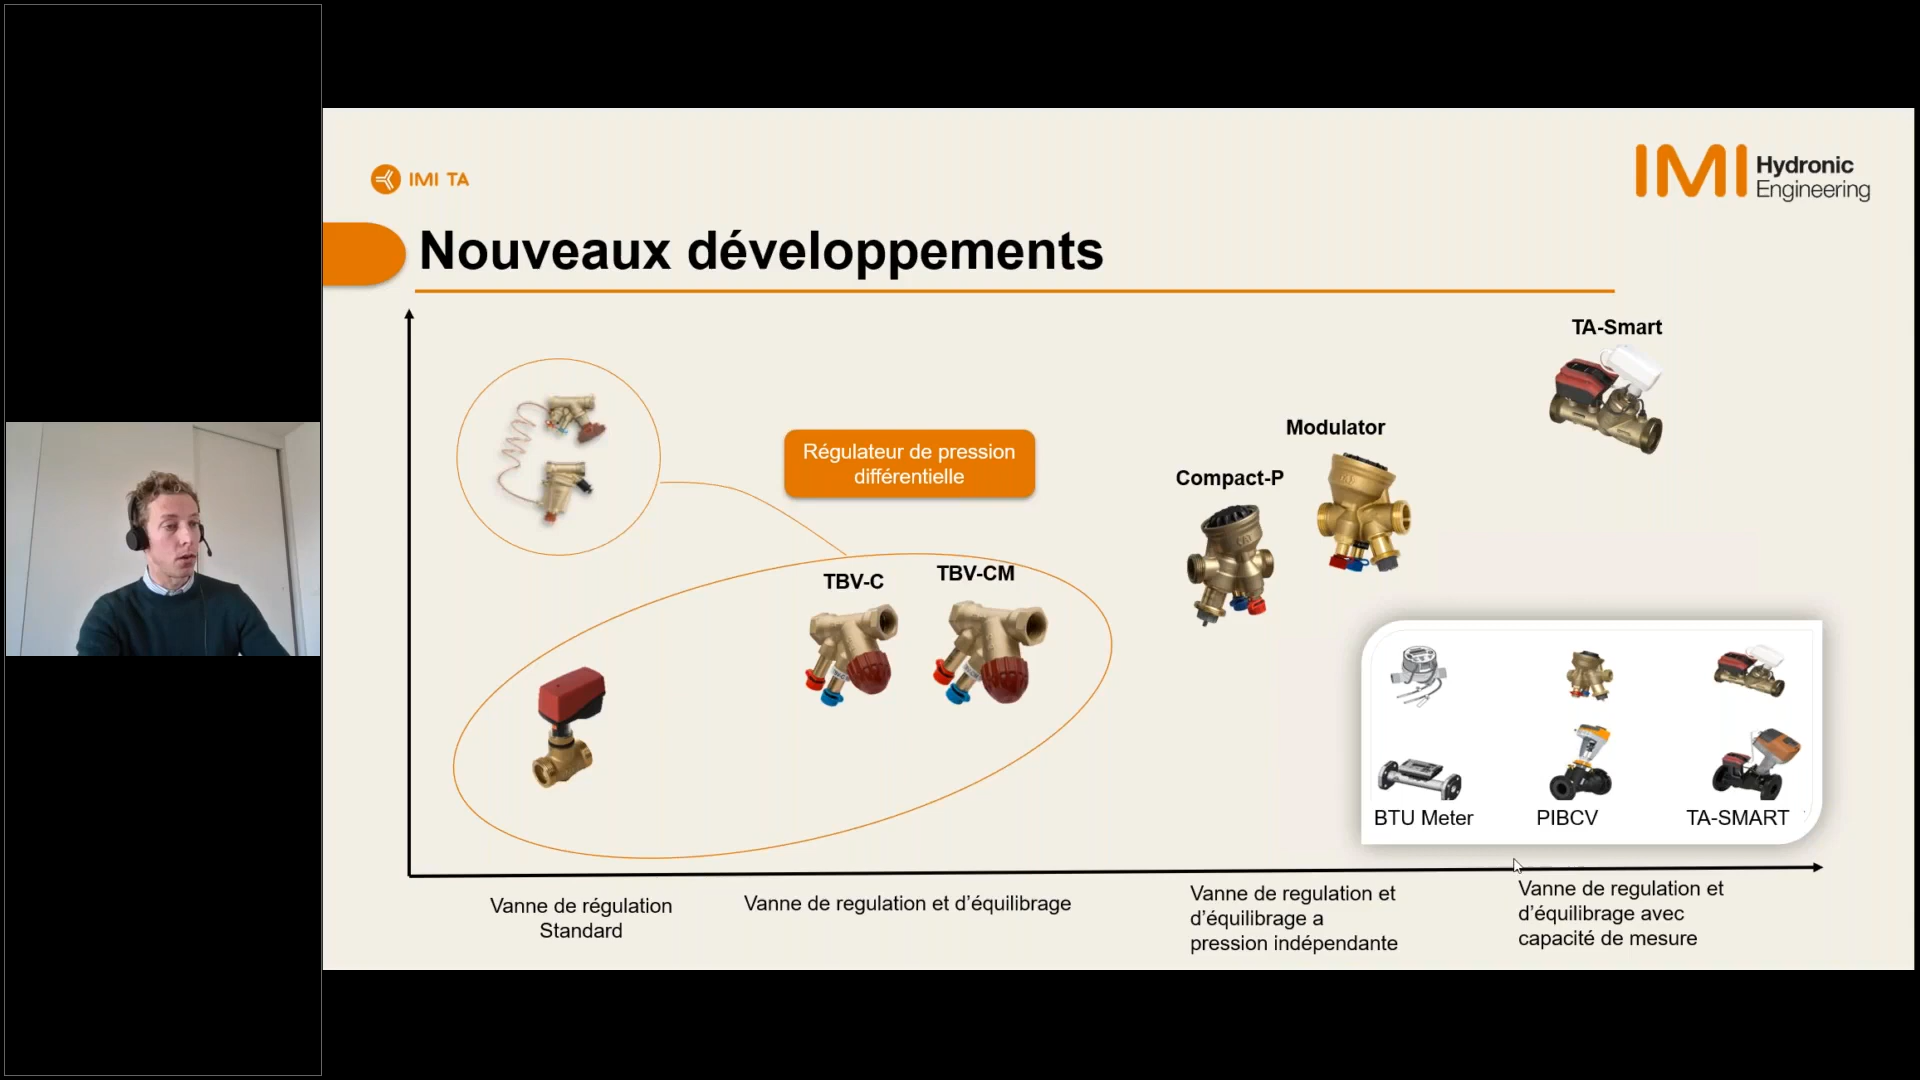 IMI TA
IMI Hydronic
Engineering
Nouveaux développements
TA-Smart
Modulator
Compact-P
Régulateur de pression
différentielle
TBV-C
TBV-CM
BTU Meter
PIBCV
TA-SMART
Vanne de régulation
Standard
Vanne de regulation et d’équilibrage
Vanne de regulation et
d’équilibrage a
pression indépendante
Vanne de regulation et
d’équilibrage avec
capacité de mesure